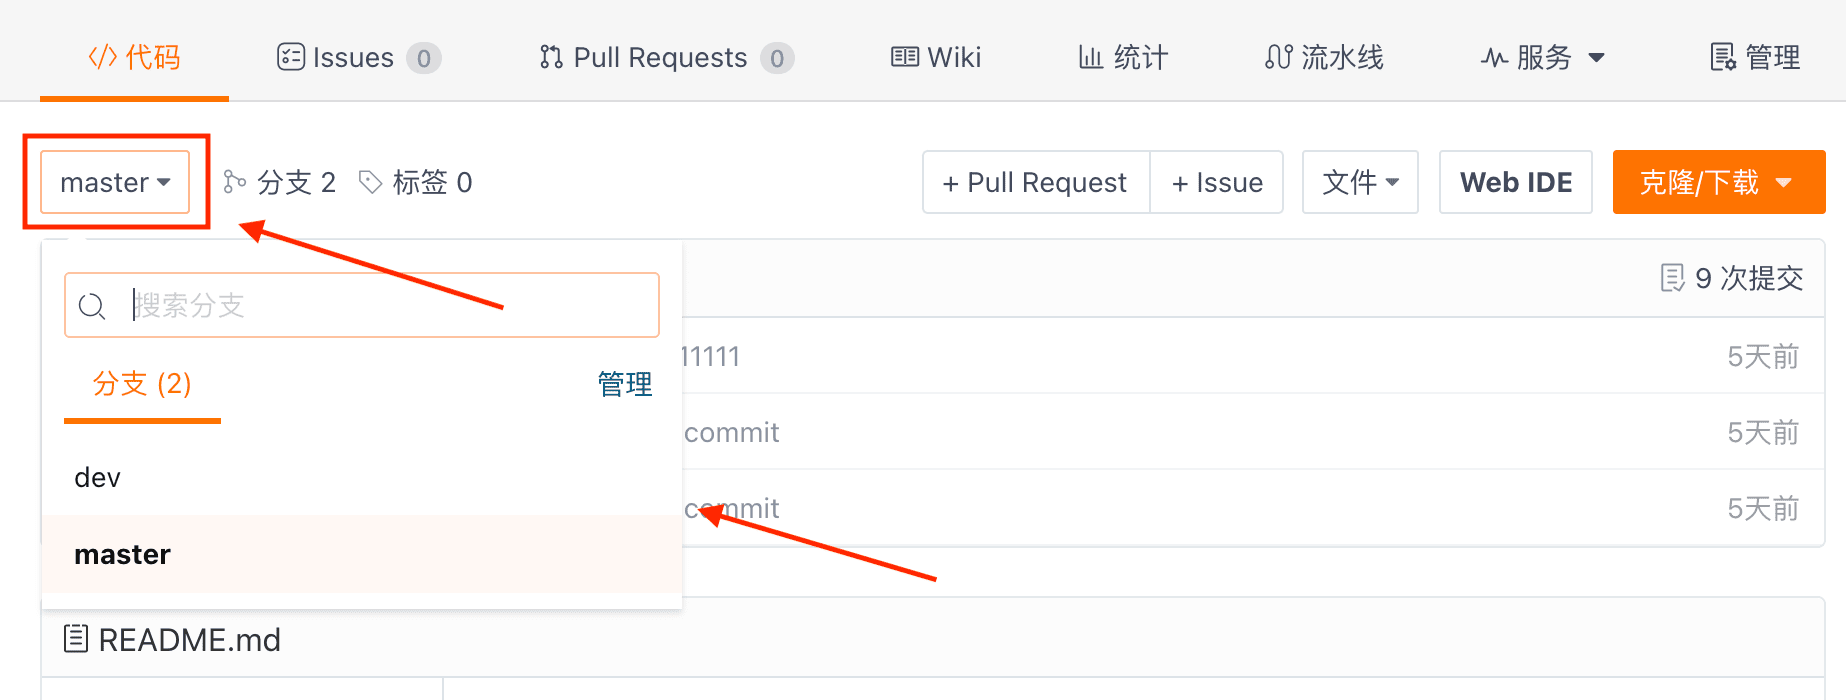 </> 代码 Issues 0 Pull Requests 0 Wiki 统计 流水线 服务 管理
master 分支 2 标签 0 + Pull Request + Issue 文件 Web IDE 克隆/下载
9 次提交
搜索分支
11111 5天前
分支 (2) 管理
commit 5天前
dev
commit 5天前
master
README.md